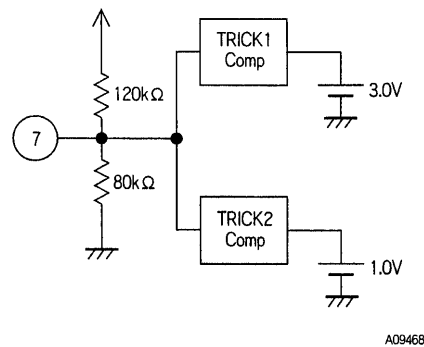 TRICK1
Comp
120kΩ
3.0V
7
80kΩ
TRICK2
Comp
1.0V
A09468